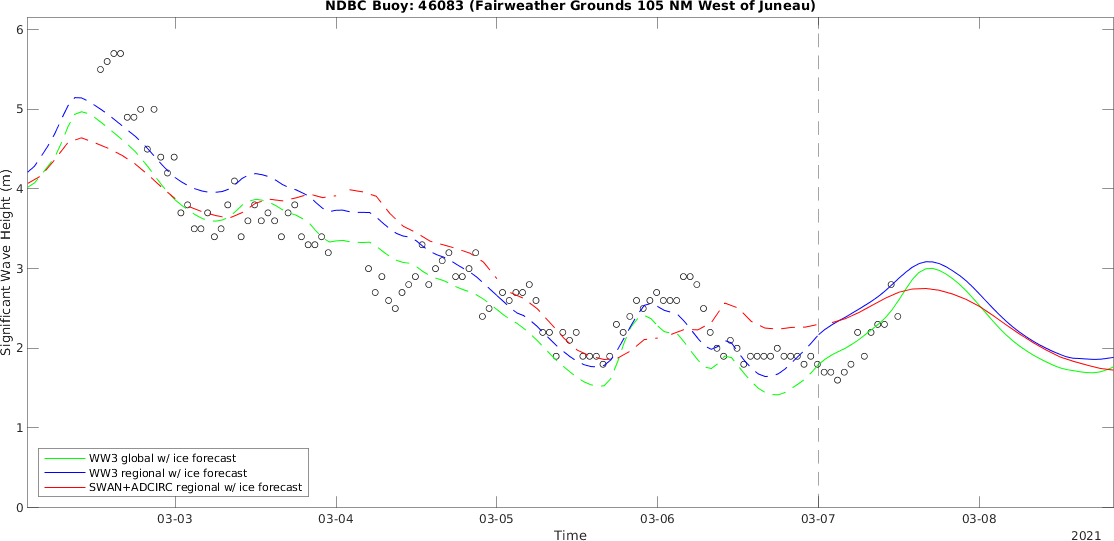 NDBC Buoy: 46083 (Fairweather Grounds 105 NM West of Juneau)
Significant Wave Height (m)
6
5
4
3
2
1
0
WW3 global w/ ice forecast
WW3 regional w/ ice forecast
SWAN+ADCIRC regional w/ ice forecast
03-03 03-04 03-05 03-06 03-07 03-08
Time
2021